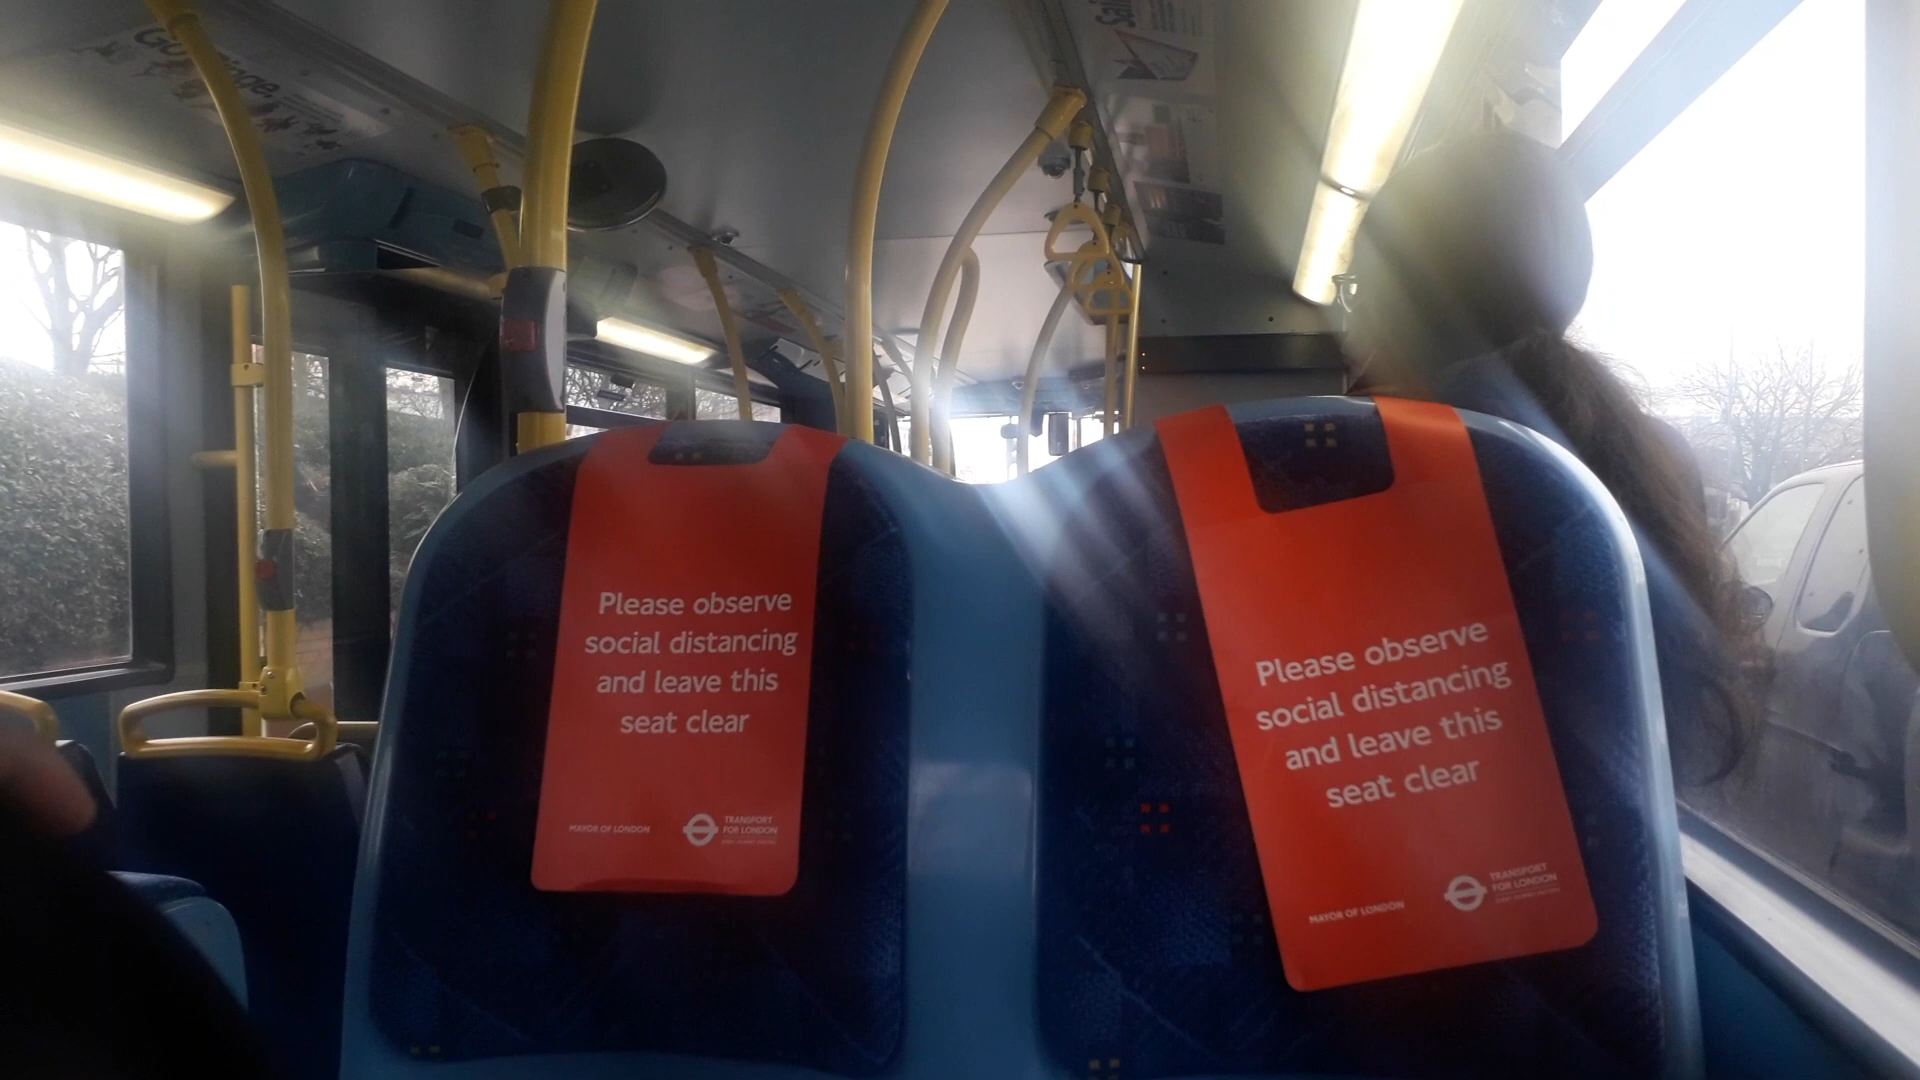 Please observe
social distancing
and leave this
seat clear
MAYOR OF LONDON
TRANSPORT
FOR LONDON
Please observe
social distancing
and leave this
seat clear
MAYOR OF LONDON
TRANSPORT
FOR LONDON